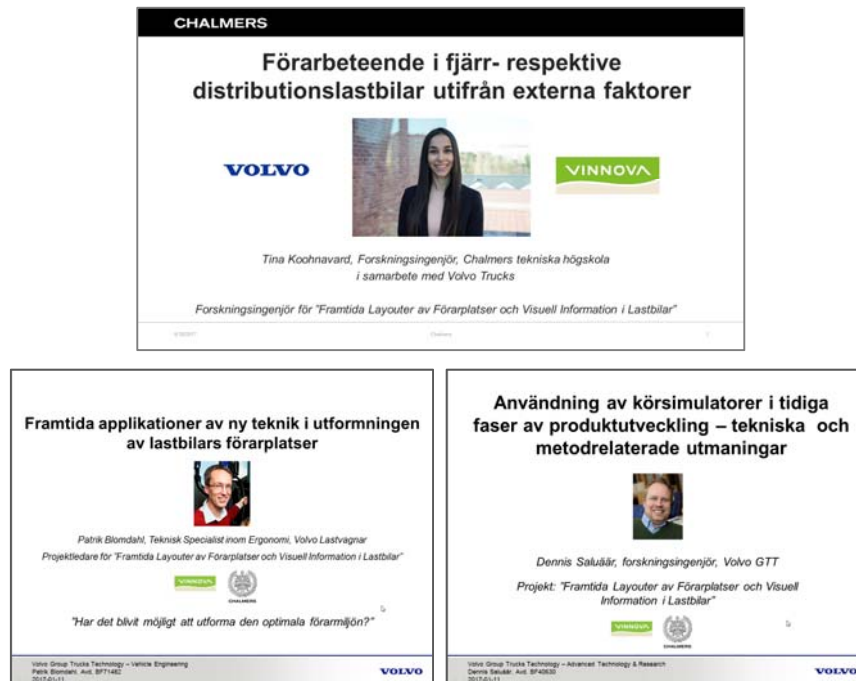 CHALMERS
Förarbeteende i fjärr- respektive
distributionslastbilar utifrån externa faktorer
VOLVO
VINNOVA
Tina Koohnavard, Forskningsingenjör, Chalmers tekniska högskola
i samarbete med Volvo Trucks
Forskningsingenjör för "Framtida Layouter av Förarplatser och Visuell Information i Lastbilar"
Chalmers
Framtida applikationer av ny teknik i utformningen
av lastbilars förarplatser
Patrik Blomdahl, Teknisk Specialist inom Ergonomi, Volvo Lastvagnar
Projektledare för "Framtida Layouter av Förarplatser och Visuell Information i Lastbilar"
VINNOVA
CHALMERS
"Har det blivit möjligt att utforma den optimala förarmiljön?"
Volvo Group Trucks Technology – Vehicle Engineering
Patrik Blomdahl, Avd. BF71482
2017-01-11
VOLVO
Användning av körsimulatorer i tidiga
faser av produktutveckling – tekniska och
metodrelaterade utmaningar
Dennis Saluäär, forskningsingenjör, Volvo GTT
Projekt: "Framtida Layouter av Förarplatser och Visuell
Information i Lastbilar"
VINNOVA
CHALMERS
Volvo Group Trucks Technology – Advanced Technology & Research
Dennis Saluäär, Avd. BF40630
2017-01-11
VOLVO